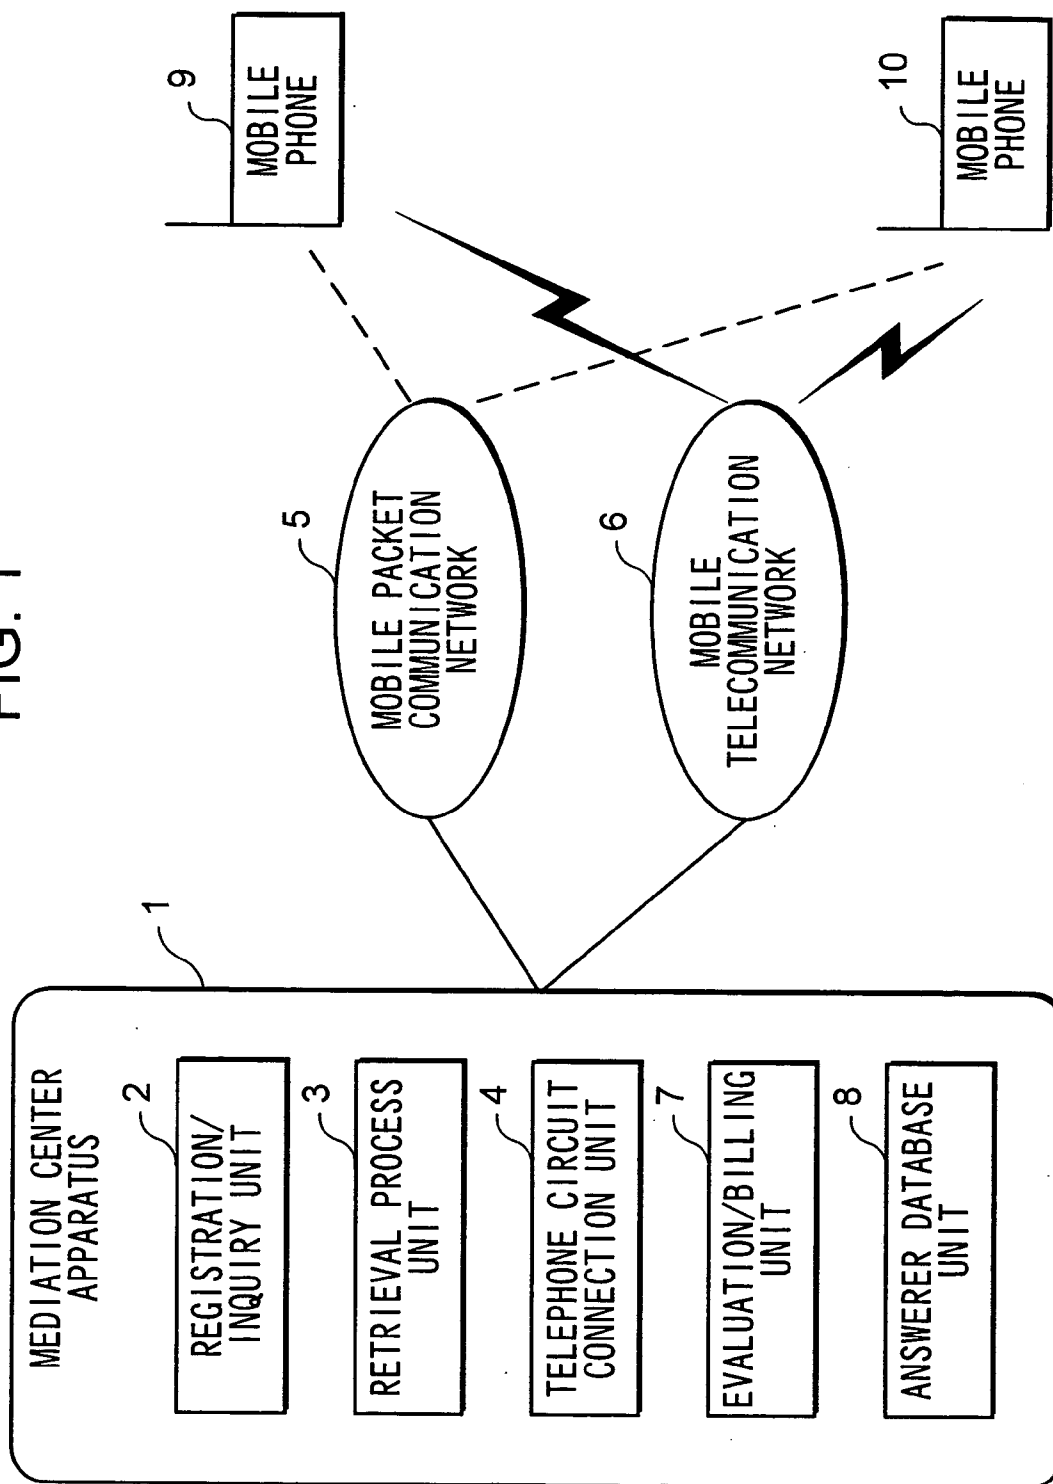 FIG. 1
MEDIATION CENTER
APPARATUS
1
2
REGISTRATION/
INQUIRY UNIT
3
RETRIEVAL PROCESS
UNIT
4
TELEPHONE CIRCUIT
CONNECTION UNIT
7
EVALUATION/BILLING
UNIT
8
ANSWERER DATABASE
UNIT
5
MOBILE PACKET
COMMUNICATION
NETWORK
6
MOBILE
TELECOMMUNICATION
NETWORK
9
MOBILE
PHONE
10
MOBILE
PHONE